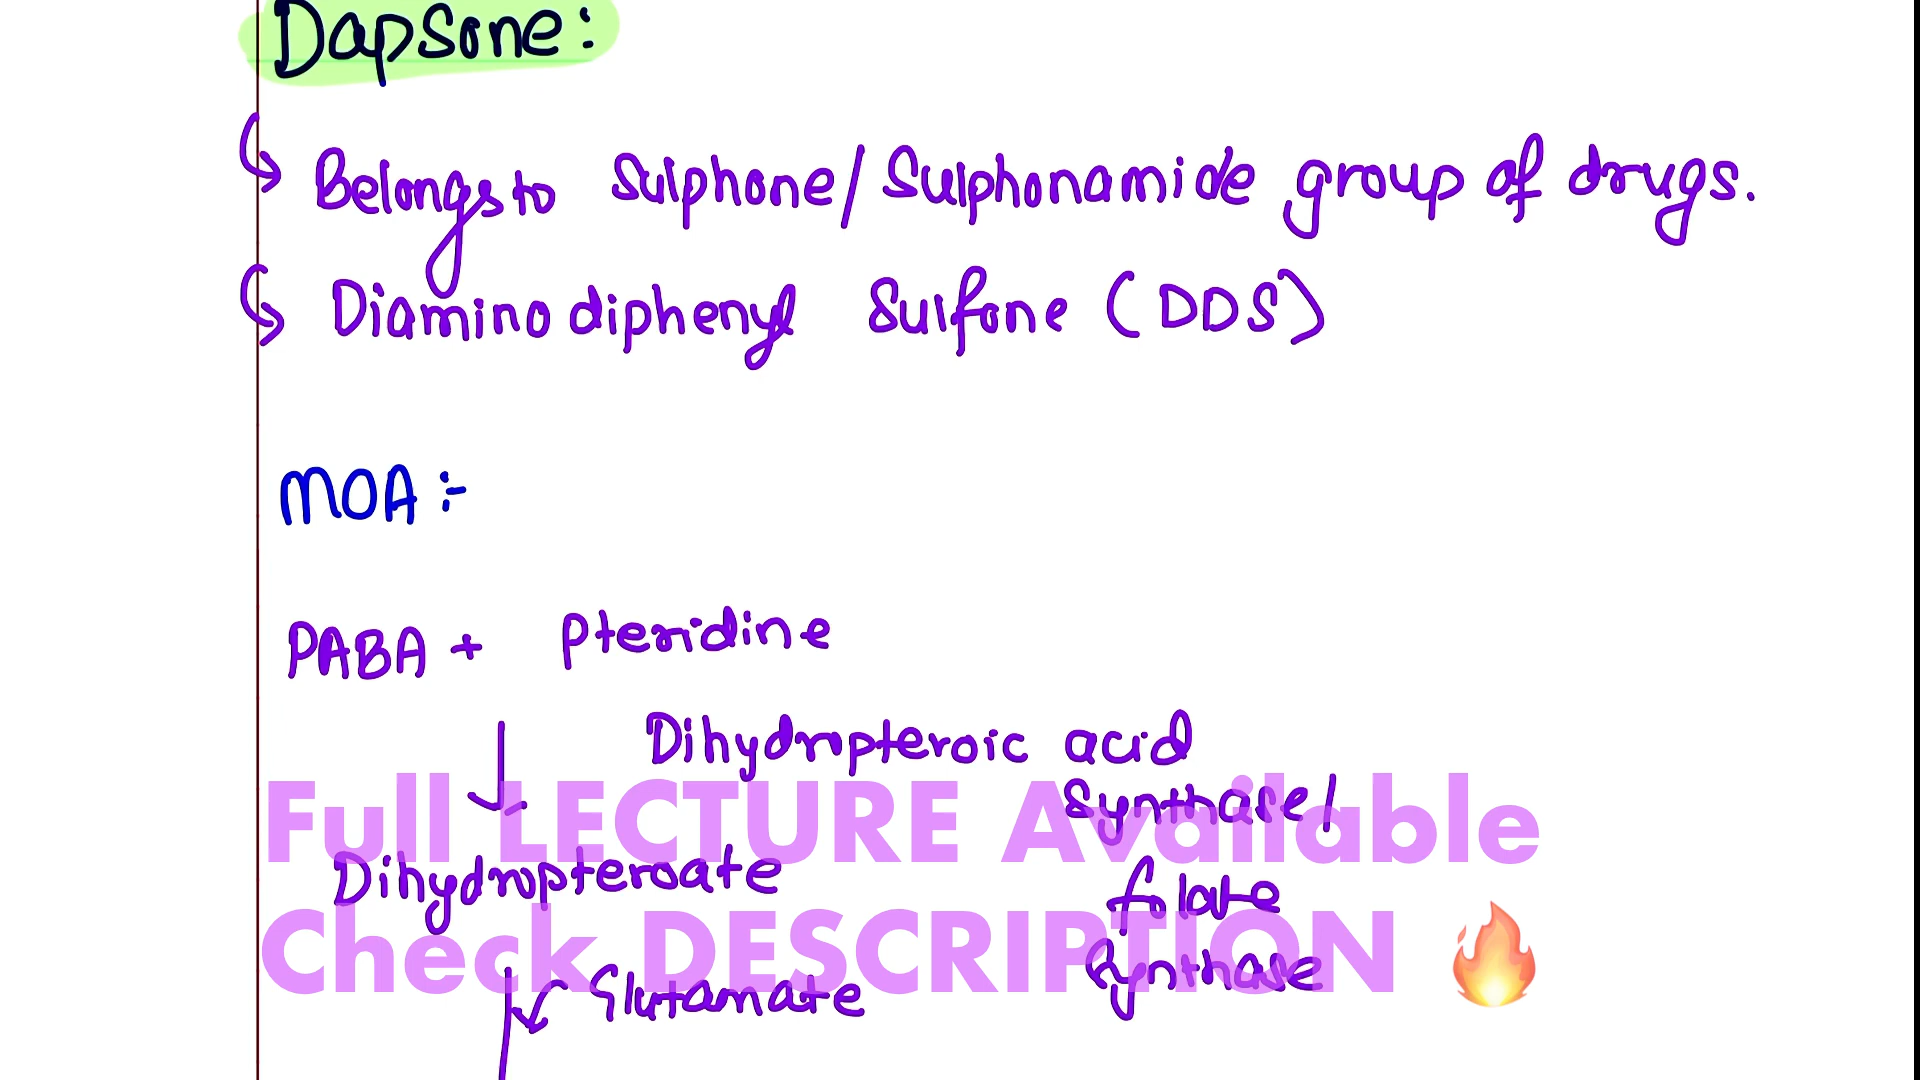 Dapsone:
Belongs to Sulphone/Sulphonamide group of drugs.
Diamino diphenyl Sulfone (DDS)
MOA :-
PABA + Pteridine
Dihydropteroic acid
Synthase/
Full LECTURE Available
Dihydropteroate
folate
Check DESCRIPTION 🔥
Synthase
Glutamate